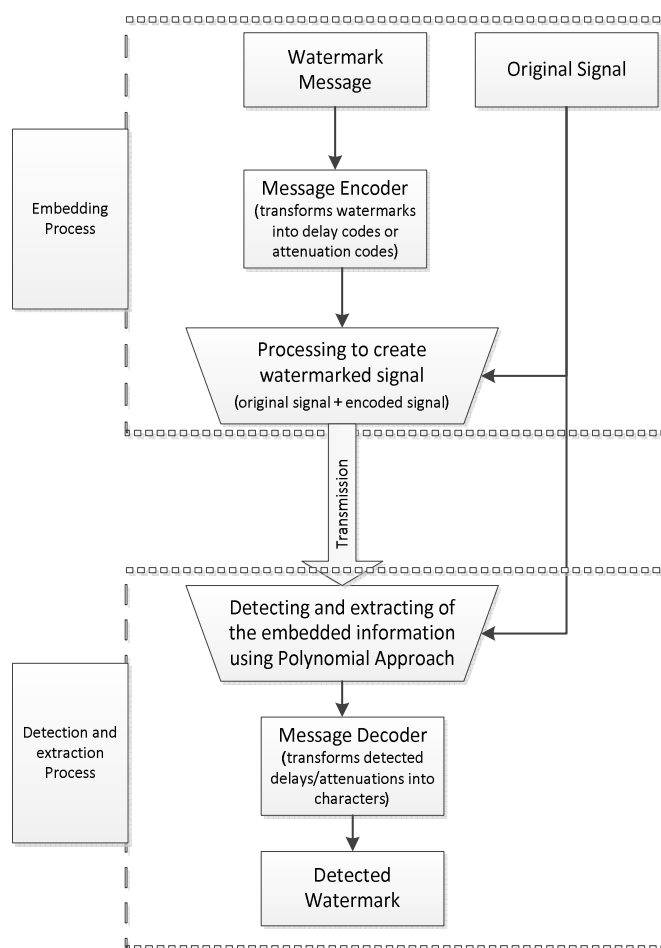 Watermark
Message
Original Signal
Message Encoder
(transforms watermarks
into delay codes or
attenuation codes)
Embedding
Process
Processing to create
watermarked signal
(original signal + encoded signal)
Transmission
Detecting and extracting of
the embedded information
using Polynomial Approach
Detection and
extraction
Process
Message Decoder
(transforms detected
delays/attenuations into
characters)
Detected
Watermark